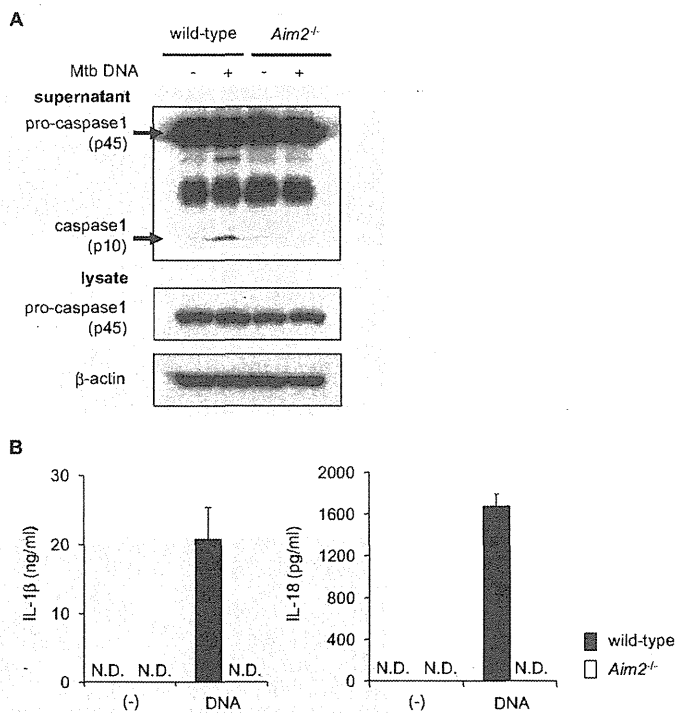 A
wild-type Aim2-/-
Mtb DNA - + - +
supernatant
pro-caspase1
(p45)
caspase1
(p10)
lysate
pro-caspase1
(p45)
β-actin
B
30
20
10
0
IL-1β (ng/ml)
N.D. N.D. N.D.
(-) DNA
2000
1600
1200
800
400
0
IL-18 (pg/ml)
N.D. N.D. N.D.
(-) DNA
wild-type
Aim2-/-